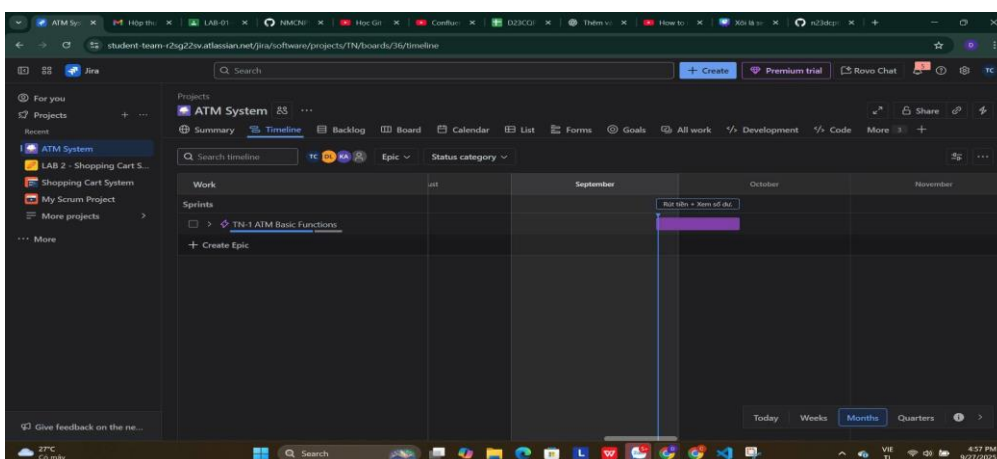 ATM Sys
Hộp thư
LAB-01
NMCNP
Học Git
Confluen
D23CQ
Thêm và
How to
Xôi lá se
n23dcp
student-team-r2sg22sv.atlassian.net/jira/software/projects/TN/boards/36/timeline
Jira
Search
+ Create
Premium trial
Rovo Chat
TC
For you
Projects
Recent
ATM System
LAB 2 - Shopping Cart S...
Shopping Cart System
My Scrum Project
More projects
More
Give feedback on the ne...
Projects
ATM System
Share
Summary
Timeline
Backlog
Board
Calendar
List
Forms
Goals
All work
Development
Code
More 3
Search timeline
TC
DL
KA
Epic
Status category
Work
ust
September
October
November
Sprints
Rút tiền + Xem số dư
TN-1 ATM Basic Functions
+ Create Epic
Today
Weeks
Months
Quarters
27°C
Có mây
Search
VIE
TL
4:57 PM
9/27/2025